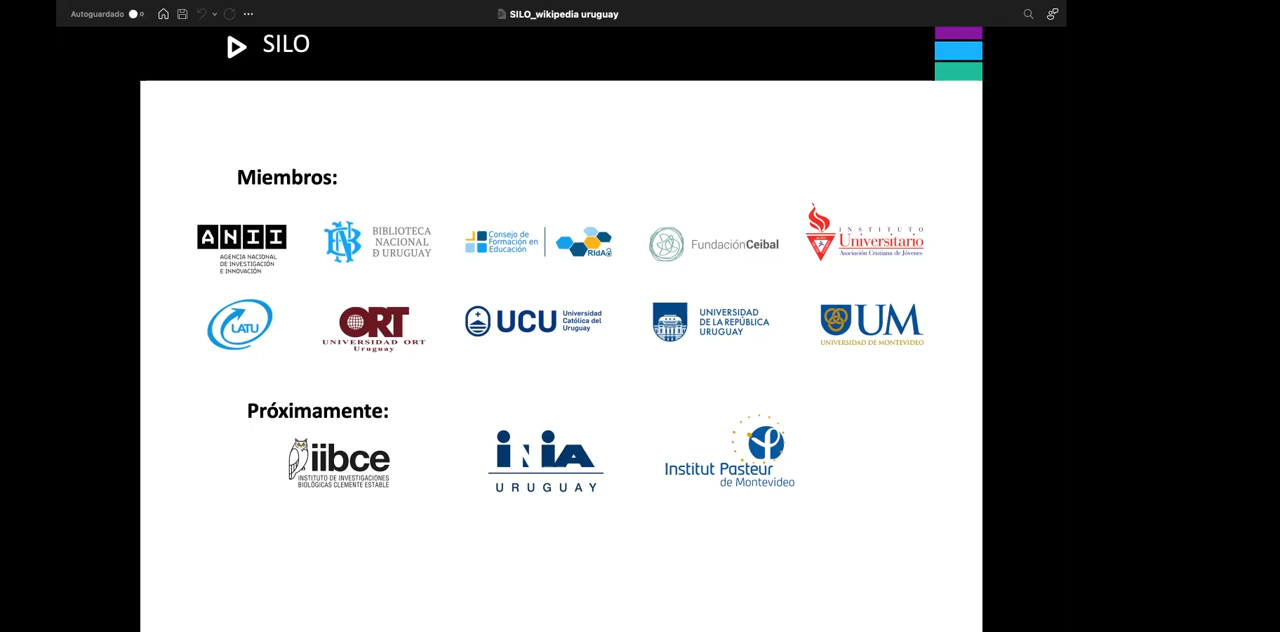 Autoguardado
SILO_wikipedia uruguay
SILO
Miembros:
ANII
AGENCIA NACIONAL
DE INVESTIGACIÓN
E INNOVACIÓN
BIBLIOTECA
NACIONAL
Ð URUGUAY
Consejo de
Formación en
Educación
RIdAA
FundaciónCeibal
INSTITUTO
Universitario
Asociación Cristiana de Jóvenes
LATU
ORT
UNIVERSIDAD ORT
Uruguay
UCU
Universidad
Católica del
Uruguay
UNIVERSIDAD
DE LA REPÚBLICA
URUGUAY
UM
UNIVERSIDAD DE MONTEVIDEO
Próximamente:
iibce
INSTITUTO DE INVESTIGACIONES
BIOLÓGICAS CLEMENTE ESTABLE
iNiA
URUGUAY
Institut Pasteur
de Montevideo